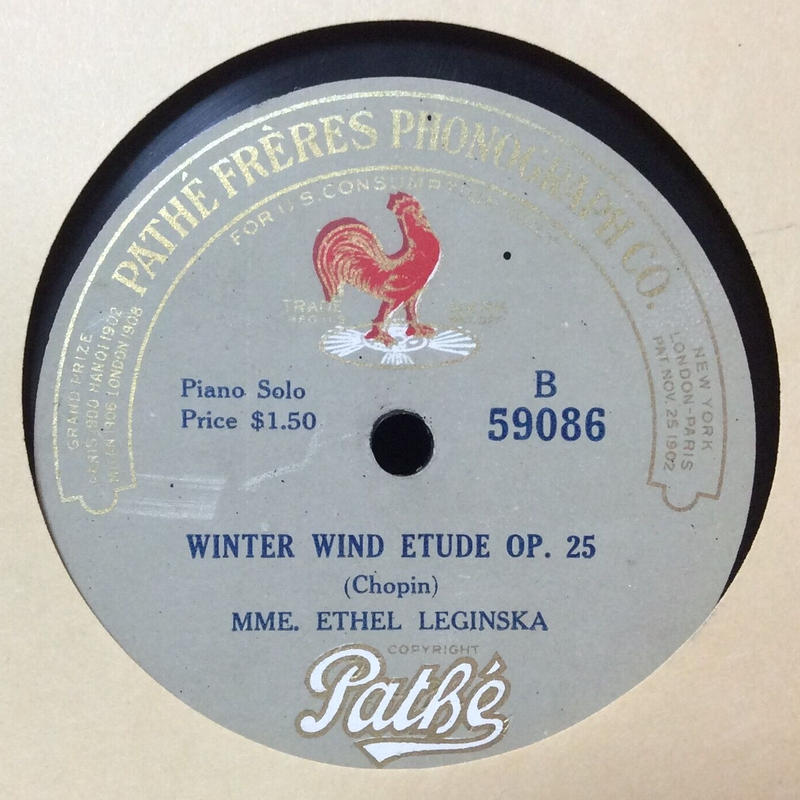 PATHÉ FRÈRES PHONOGRAPH CO.
FOR U.S. CONSUMPTION
GRAND PRIZE
PARIS 1900 HANOI 1902
MILAN 1906 LONDON 1908
NEW YORK
LONDON-PARIS
PAT. NOV. 25 1902
TRADE
Piano Solo
Price $1.50
B
59086
WINTER WIND ETUDE OP. 25
(Chopin)
MME. ETHEL LEGINSKA
COPYRIGHT
Pathé